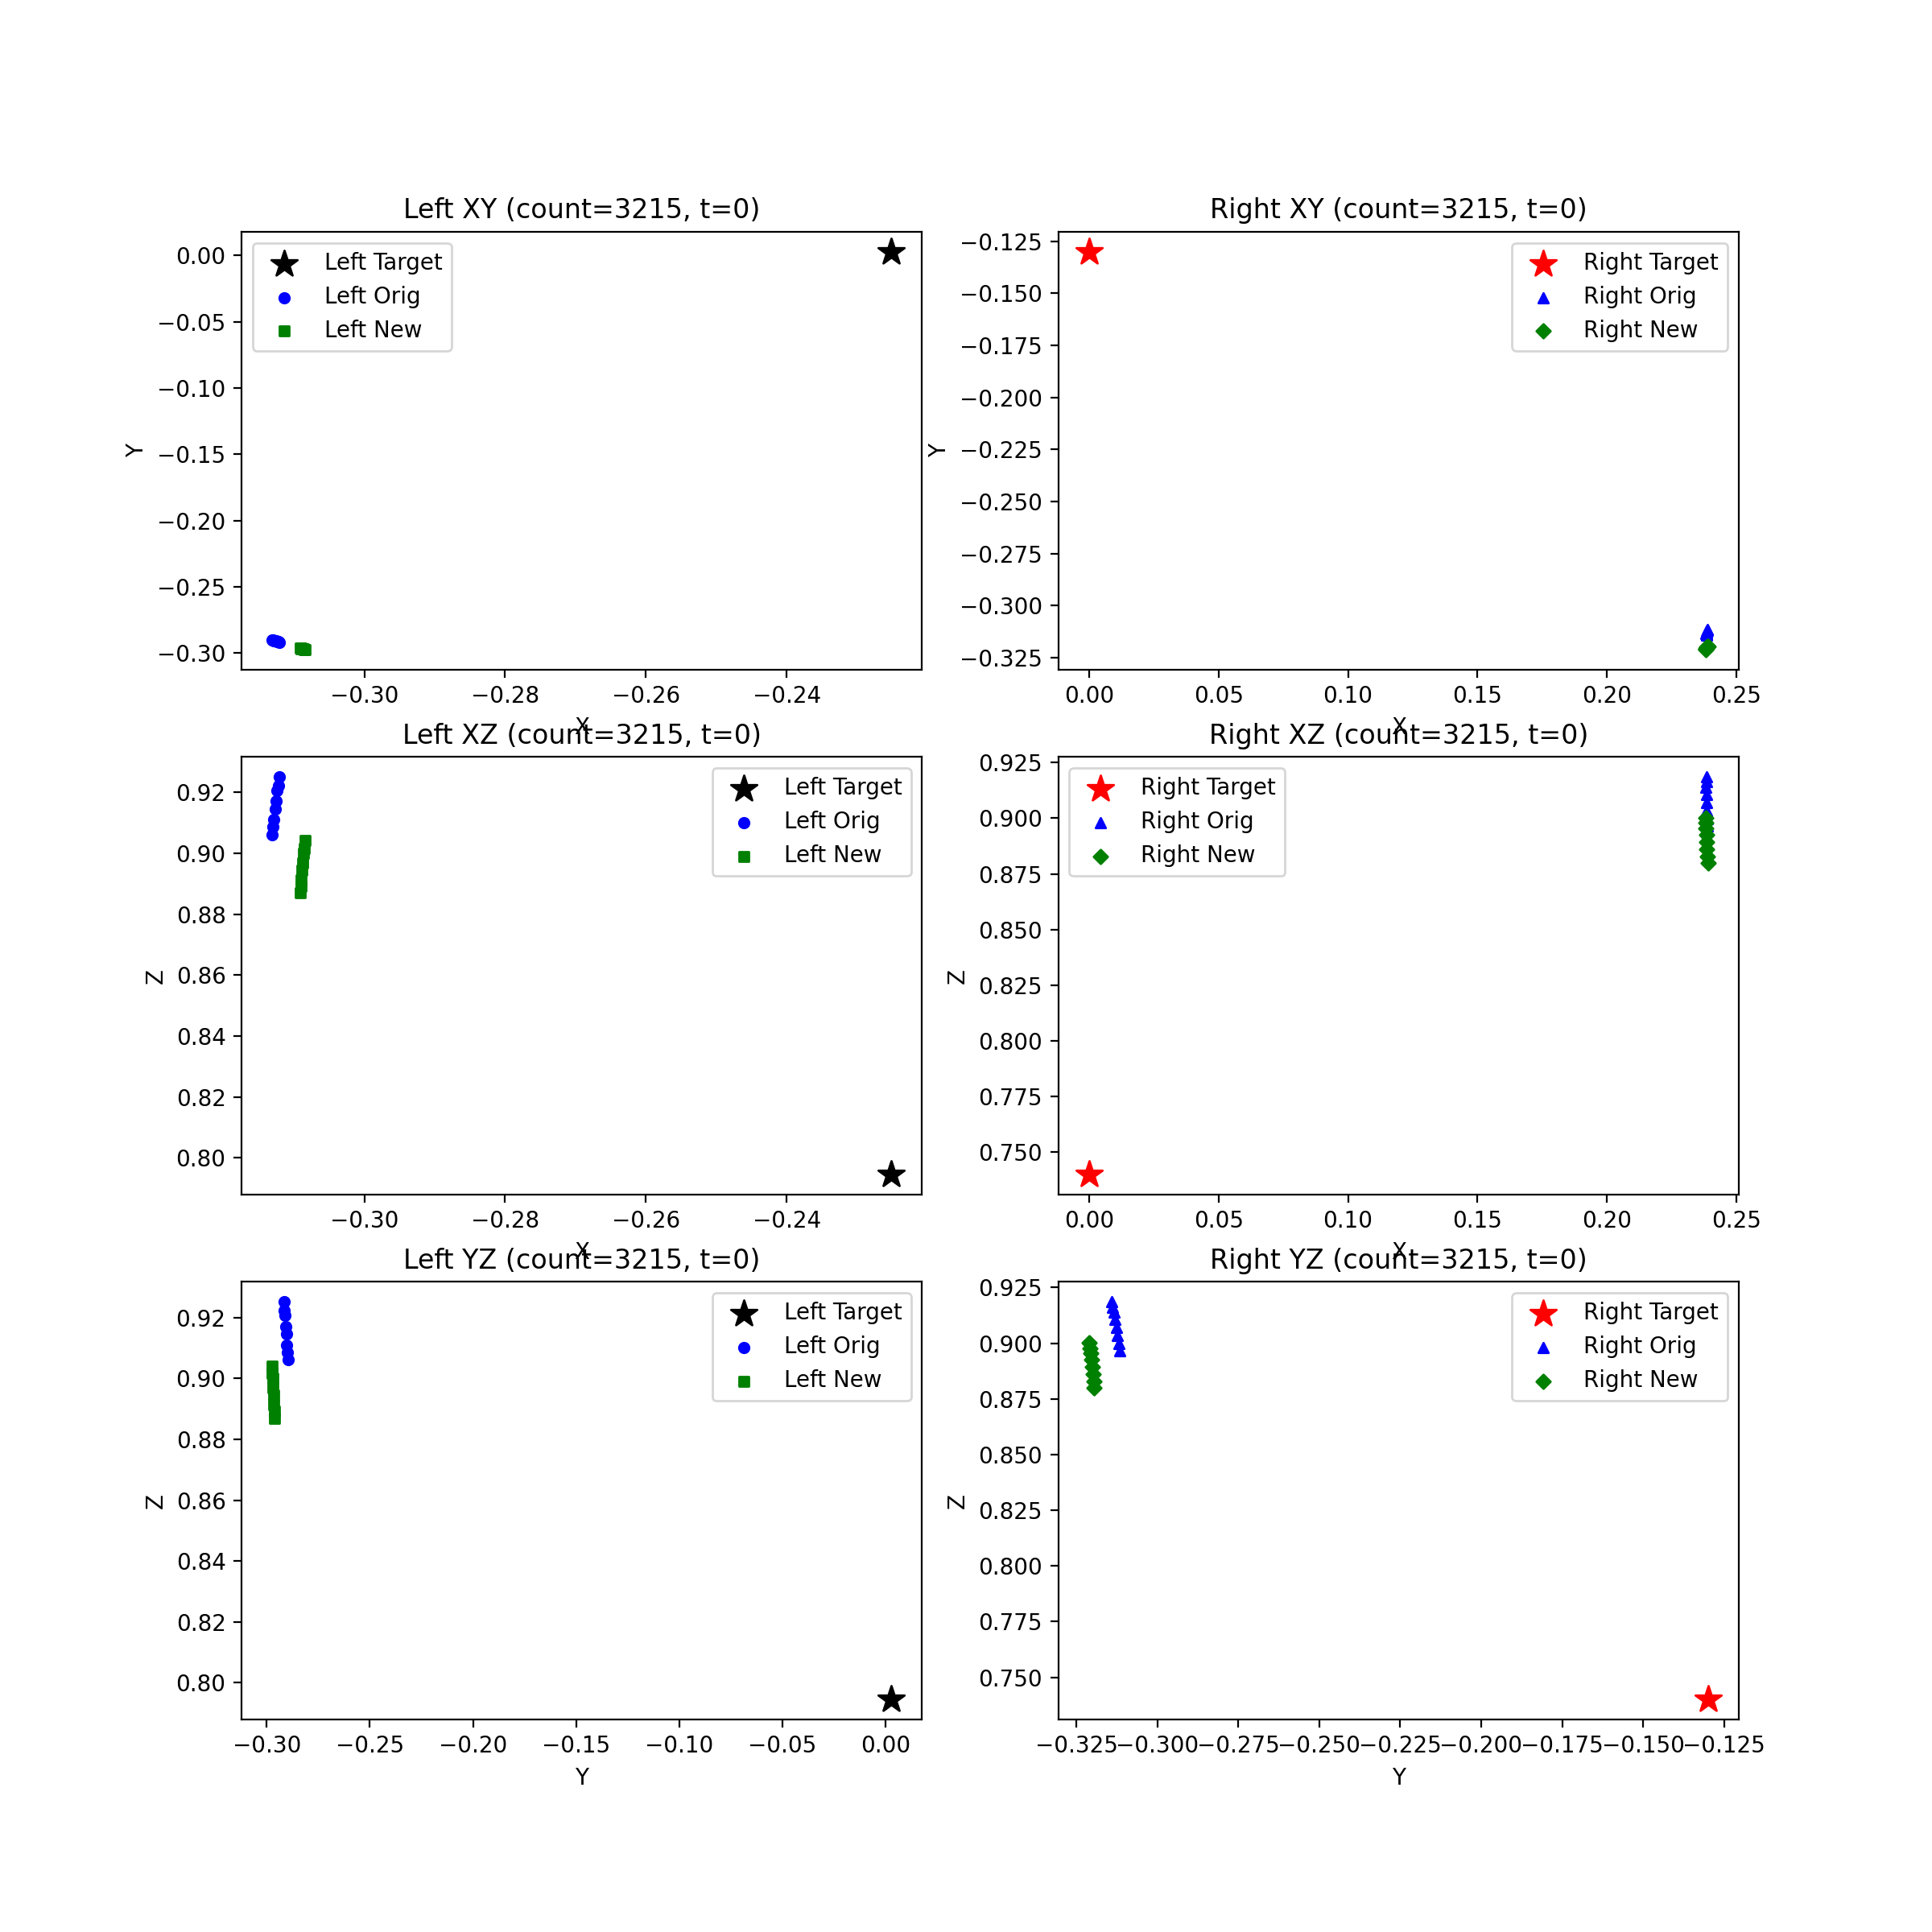 Left XY (count=3215, t=0)
Left Target
Left Orig
Left New
0.00
−0.05
−0.10
−0.15
−0.20
−0.25
−0.30
Y
−0.30
−0.28
−0.26
−0.24
X
Right XY (count=3215, t=0)
Right Target
Right Orig
Right New
−0.125
−0.150
−0.175
−0.200
−0.225
−0.250
−0.275
−0.300
−0.325
Y
0.00
0.05
0.10
0.15
0.20
0.25
X
Left XZ (count=3215, t=0)
Left Target
Left Orig
Left New
0.92
0.90
0.88
0.86
0.84
0.82
0.80
Z
−0.30
−0.28
−0.26
−0.24
X
Right XZ (count=3215, t=0)
Right Target
Right Orig
Right New
0.925
0.900
0.875
0.850
0.825
0.800
0.775
0.750
Z
0.00
0.05
0.10
0.15
0.20
0.25
X
Left YZ (count=3215, t=0)
Left Target
Left Orig
Left New
0.92
0.90
0.88
0.86
0.84
0.82
0.80
Z
−0.30
−0.25
−0.20
−0.15
−0.10
−0.05
0.00
Y
Right YZ (count=3215, t=0)
Right Target
Right Orig
Right New
0.925
0.900
0.875
0.850
0.825
0.800
0.775
0.750
Z
−0.325
−0.300
−0.275
−0.250
−0.225
−0.200
−0.175
−0.150
−0.125
Y